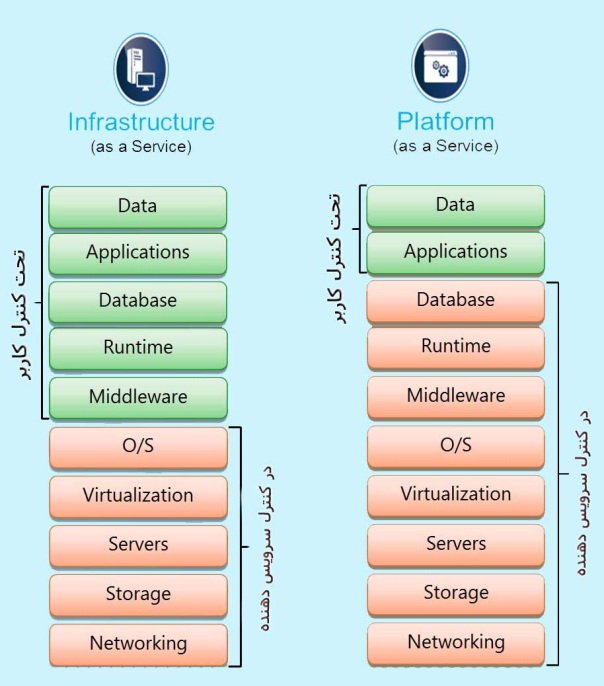 Infrastructure
(as a Service)
Data
Applications
Database
Runtime
Middleware
O/S
Virtualization
Servers
Storage
Networking
تحت کنترل کاربر
در کنترل سرویس دهنده
Platform
(as a Service)
Data
Applications
Database
Runtime
Middleware
O/S
Virtualization
Servers
Storage
Networking
تحت کنترل کاربر
در کنترل سرویس دهنده